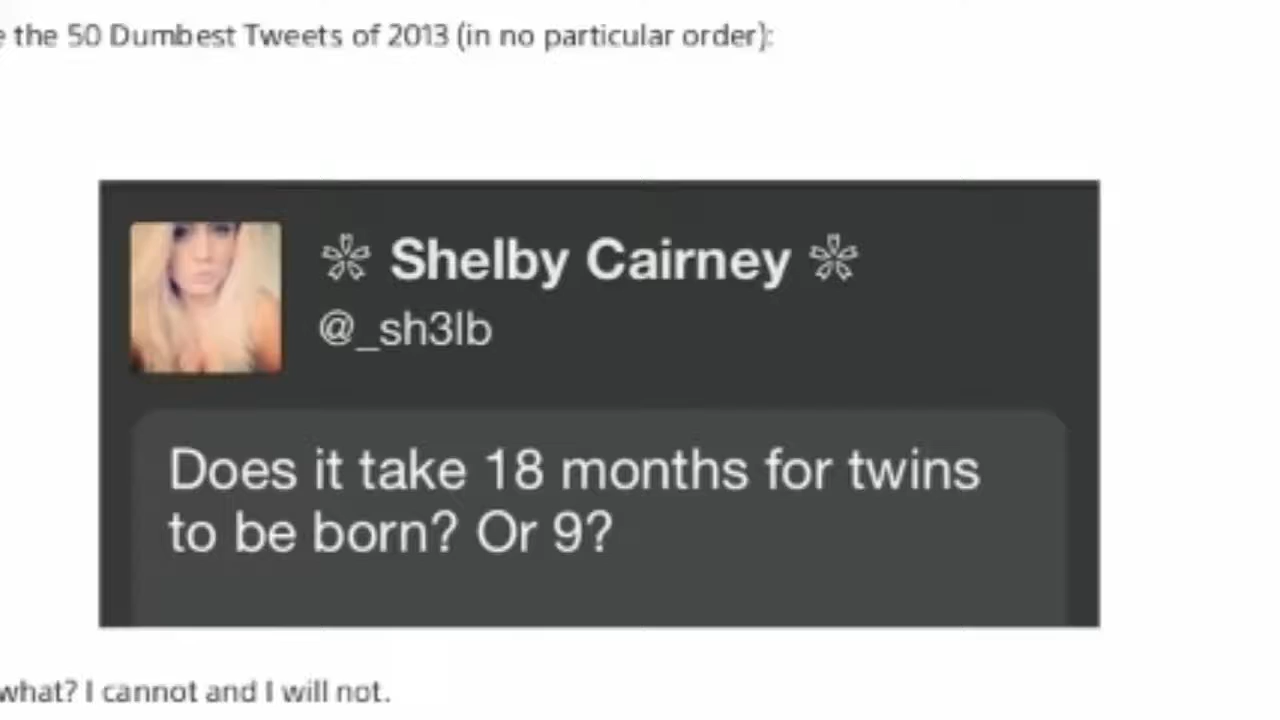 e the 50 Dumbest Tweets of 2013 (in no particular order):
Shelby Cairney
@_sh3lb
Does it take 18 months for twins
to be born? Or 9?
what? I cannot and I will not.